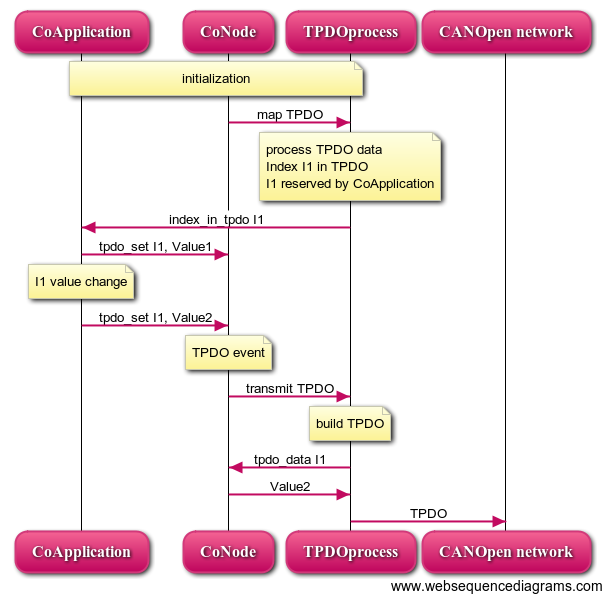 CoApplication CoNode TPDOprocess CANOpen network
initialization
map TPDO
process TPDO data
Index I1 in TPDO
I1 reserved by CoApplication
index_in_tpdo I1
tpdo_set I1, Value1
I1 value change
tpdo_set I1, Value2
TPDO event
transmit TPDO
build TPDO
tpdo_data I1
Value2
TPDO
CoApplication CoNode TPDOprocess CANOpen network
www.websequencediagrams.com